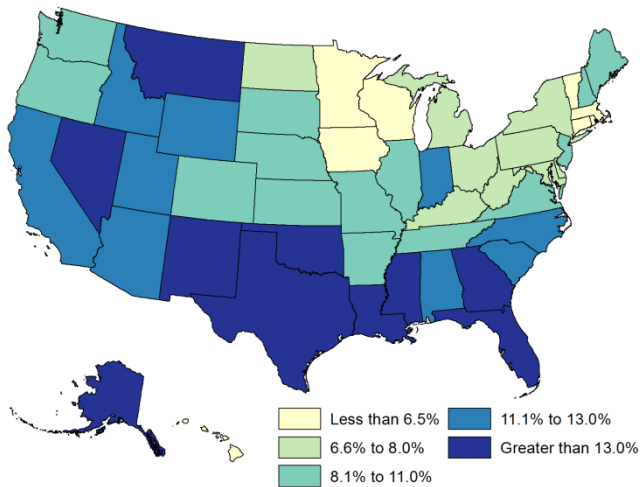 Less than 6.5%
6.6% to 8.0%
8.1% to 11.0%
11.1% to 13.0%
Greater than 13.0%